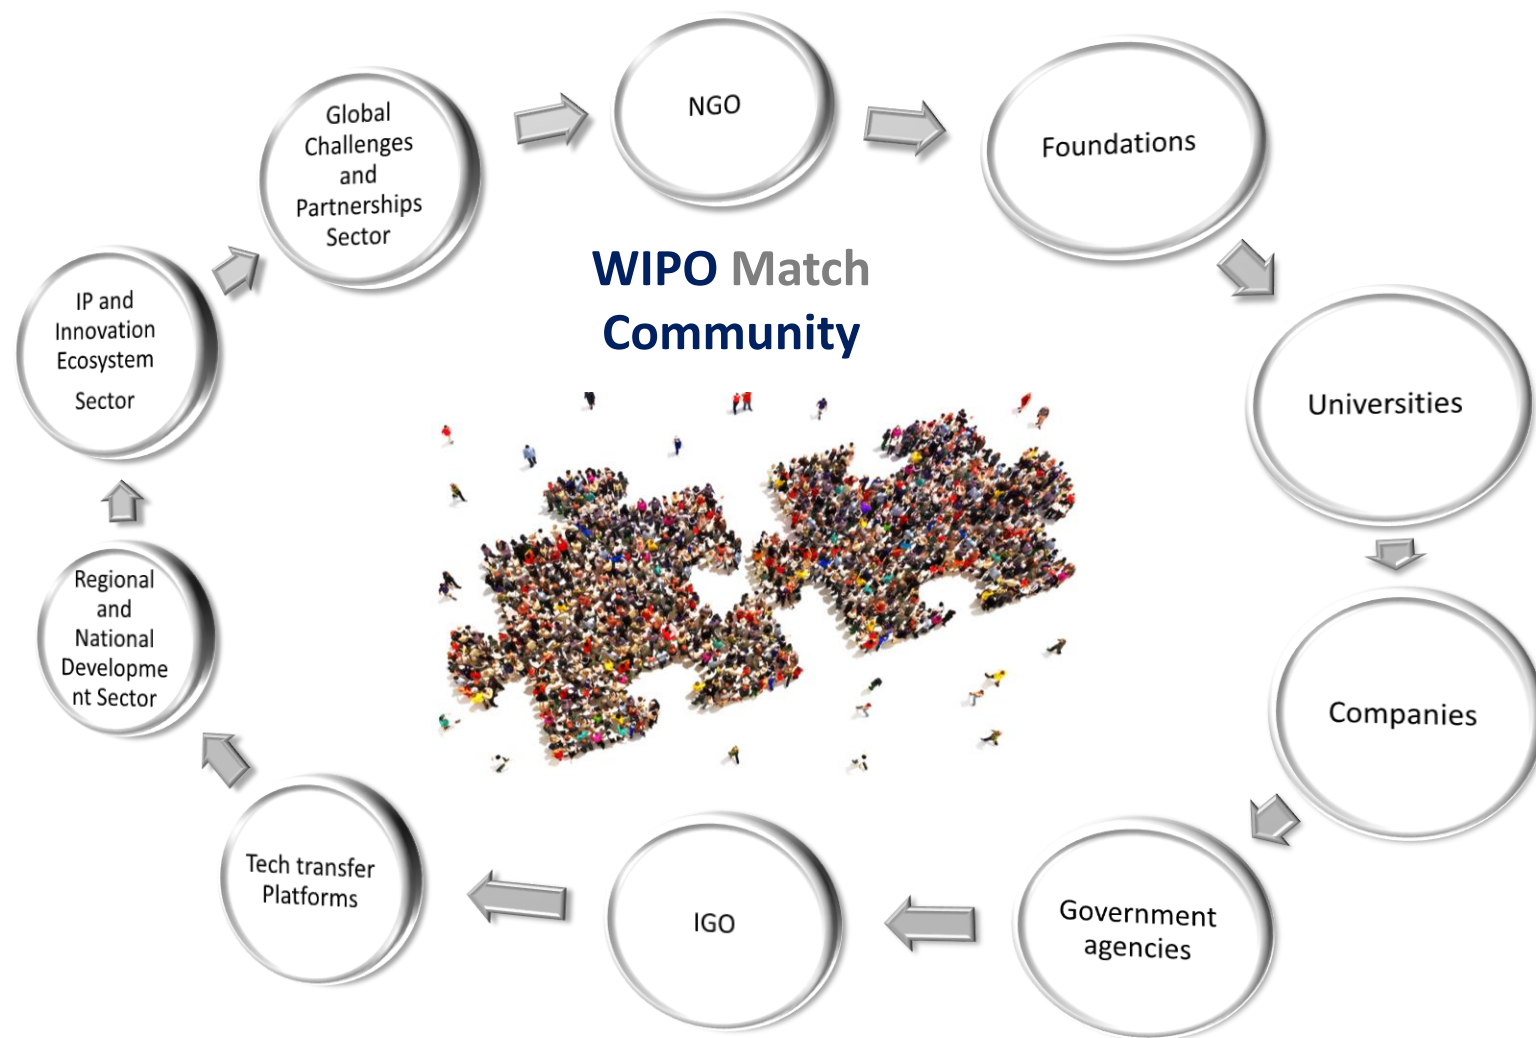 NGO
Foundations
Universities
Companies
Government
agencies
IGO
Tech transfer
Platforms
Regional
and
National
Developme
nt Sector
IP and
Innovation
Ecosystem
Sector
Global
Challenges
and
Partnerships
Sector
WIPO Match
Community